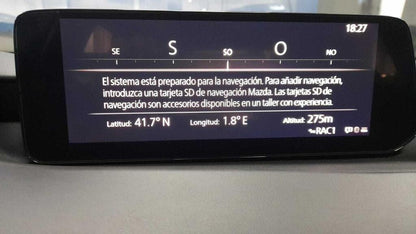 18:27
SE S SO O NO
El sistema está preparado para la navegación. Para añadir navegación,
introduzca una tarjeta SD de navegación Mazda. Las tarjetas SD de
navegación son accesorios disponibles en un taller con experiencia.
Latitud: 41.7° N Longitud: 1.8° E Altitud: 275m
RAC1